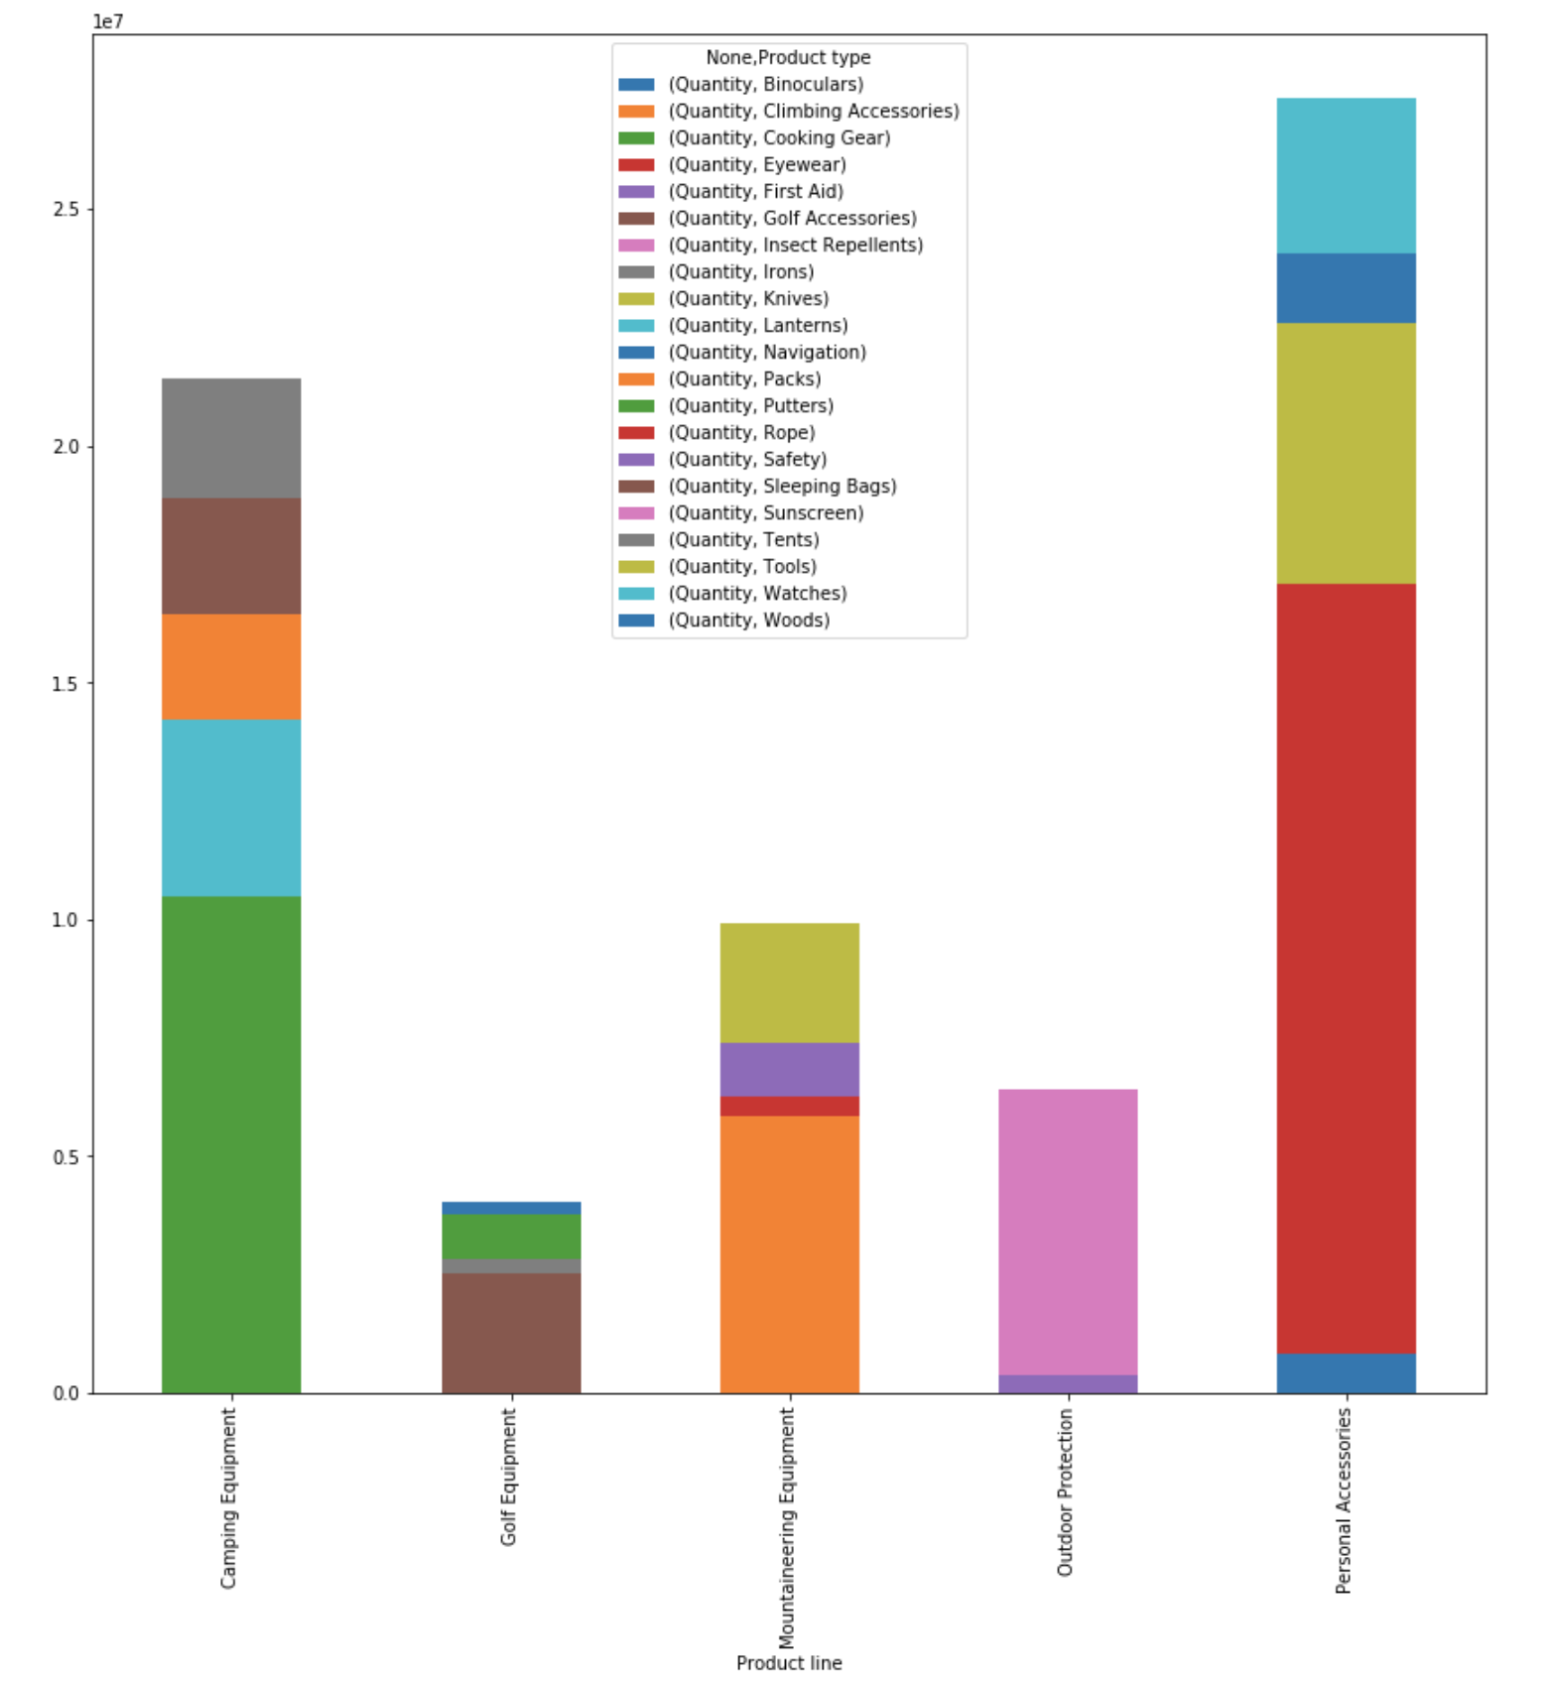 1e7
None,Product type
(Quantity, Binoculars)
(Quantity, Climbing Accessories)
(Quantity, Cooking Gear)
(Quantity, Eyewear)
(Quantity, First Aid)
(Quantity, Golf Accessories)
(Quantity, Insect Repellents)
(Quantity, Irons)
(Quantity, Knives)
(Quantity, Lanterns)
(Quantity, Navigation)
(Quantity, Packs)
(Quantity, Putters)
(Quantity, Rope)
(Quantity, Safety)
(Quantity, Sleeping Bags)
(Quantity, Sunscreen)
(Quantity, Tents)
(Quantity, Tools)
(Quantity, Watches)
(Quantity, Woods)
2.5
2.0
1.5
1.0
0.5
0.0
Camping Equipment
Golf Equipment
Mountaineering Equipment
Outdoor Protection
Personal Accessories
Product line